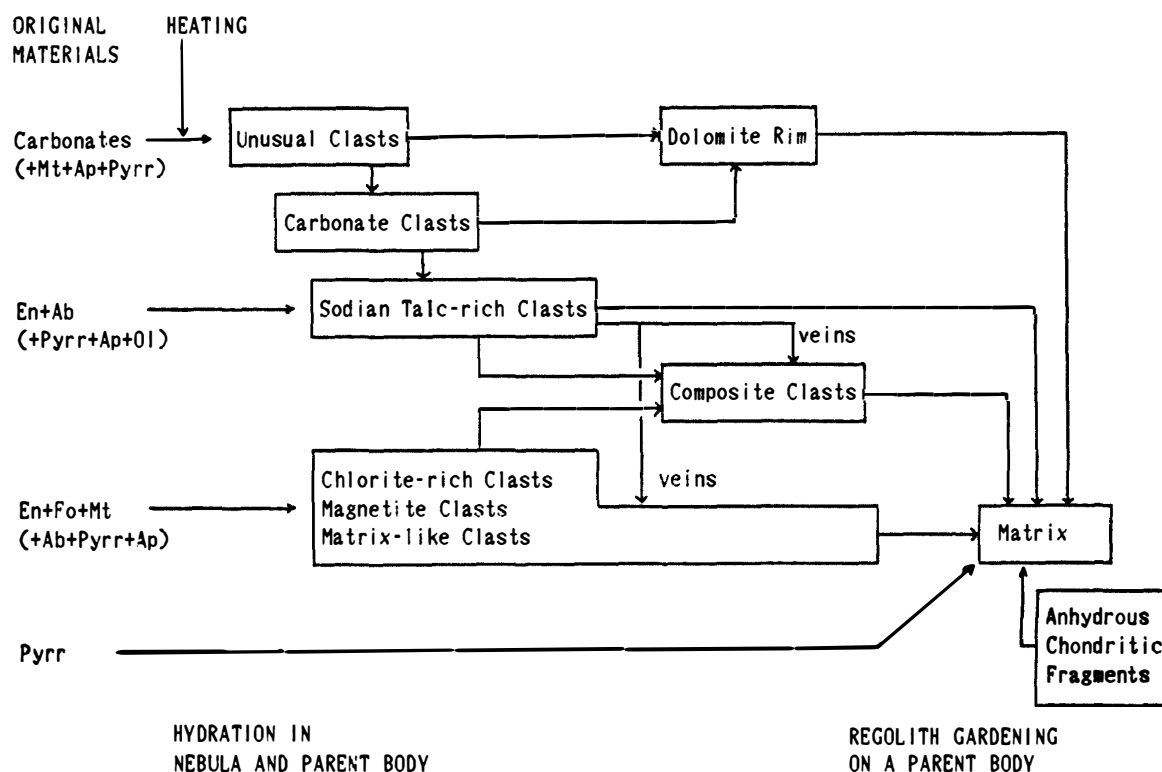 ORIGINAL MATERIALS
HEATING
Carbonates
(+Mt+Ap+Pyrr)
Unusual Clasts
Dolomite Rim
Carbonate Clasts
En+Ab
(+Pyrr+Ap+Ol)
Sodian Talc-rich Clasts
veins
Composite Clasts
En+Fo+Mt
(+Ab+Pyrr+Ap)
Chlorite-rich Clasts
Magnetite Clasts
Matrix-like Clasts
veins
Matrix
Pyrr
Anhydrous
Chondritic
Fragments
HYDRATION IN
NEBULA AND PARENT BODY
REGOLITH GARDENING
ON A PARENT BODY